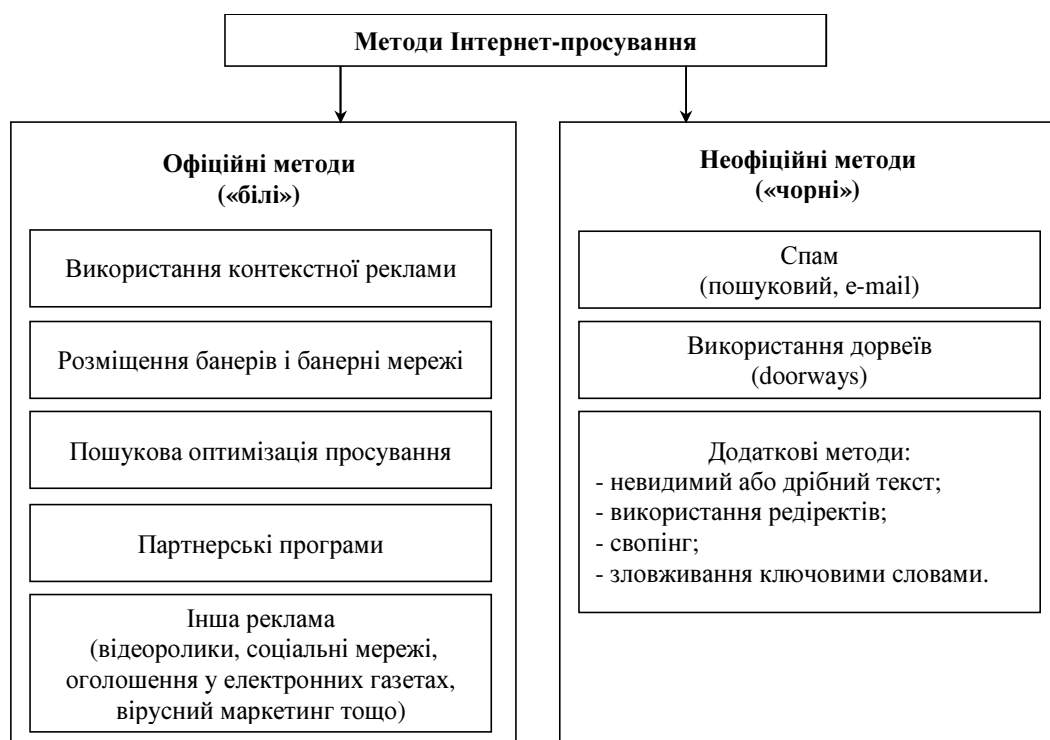 Методи Інтернет-просування
Офіційні методи
(«білі»)
Використання контекстної реклами
Розміщення банерів і банерні мережі
Пошукова оптимізація просування
Партнерські програми
Інша реклама
(відеоролики, соціальні мережі,
оголошення у електронних газетах,
вірусний маркетинг тощо)
Неофіційні методи
(«чорні»)
Спам
(пошуковий, e-mail)
Використання дорвеїв
(doorways)
Додаткові методи:
- невидимий або дрібний текст;
- використання редіректів;
- свопінг;
- зловживання ключовими словами.